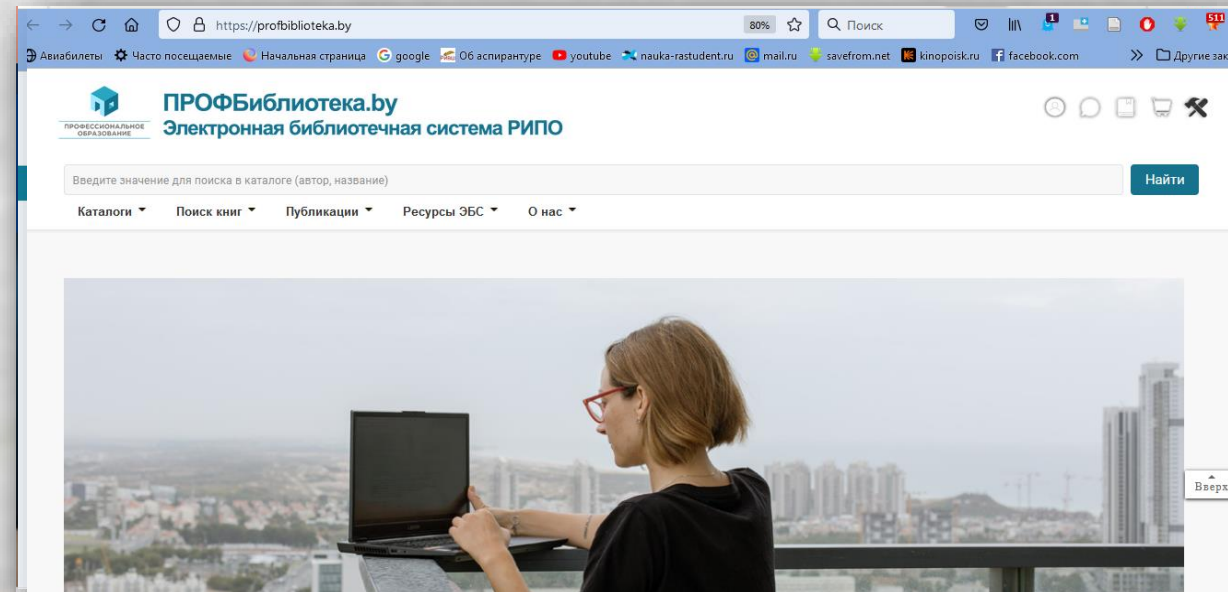 https://profbiblioteka.by 80% Поиск 1 511
Авиабилеты Часто посещаемые Начальная страница google Об аспирантуре youtube nauka-rastudent.ru mail.ru savefrom.net kinopoisk.ru facebook.com Другие зак
ПРОФБиблиотека.by
Электронная библиотечная система РИПО
ПРОФЕССИОНАЛЬНОЕ
ОБРАЗОВАНИЕ
Введите значение для поиска в каталоге (автор, название) Найти
Каталоги Поиск книг Публикации Ресурсы ЭБС О нас
Вверх